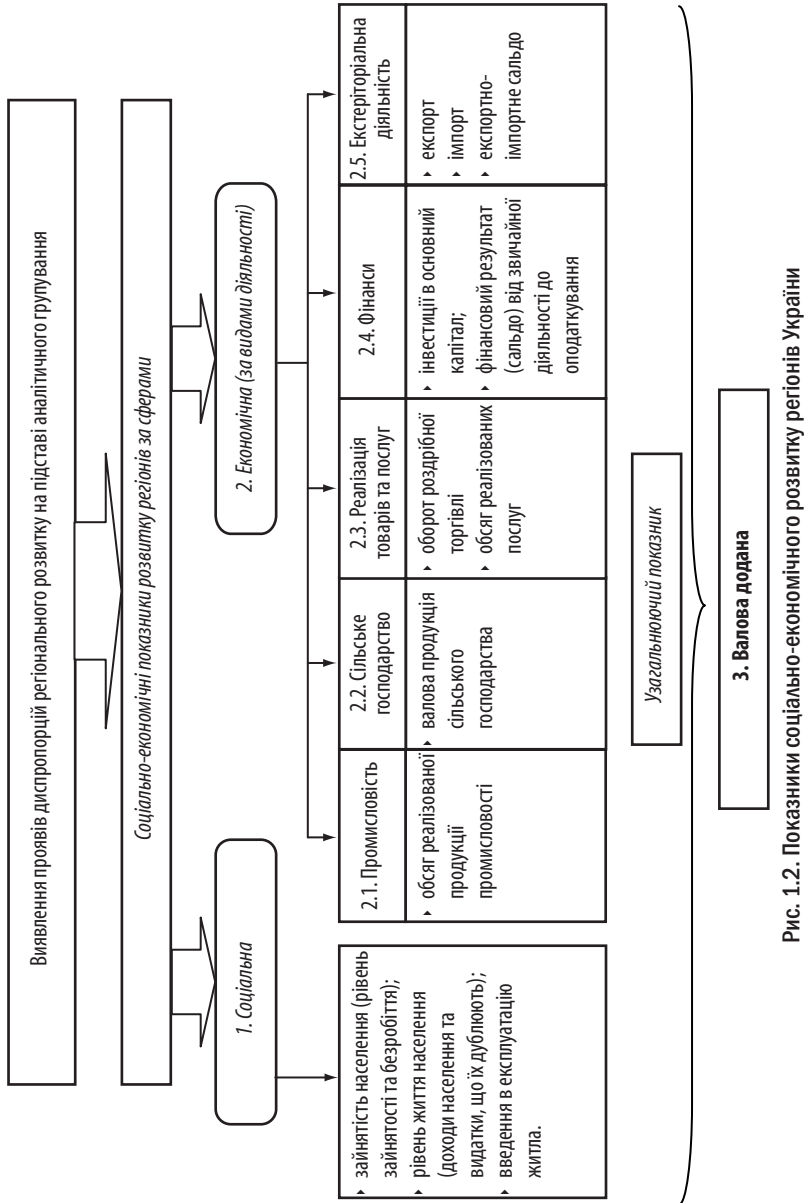 Виявлення проявів диспропорцій регіонального розвитку на підставі аналітичного групування
Соціально-економічні показники розвитку регіонів за сферами
1. Соціальна
2. Економічна (за видами діяльності)
▸ зайнятість населення (рівень
зайнятості та безробіття);
▸ рівень життя населення
(доходи населення та
видатки, що їх дублюють);
▸ введення в експлуатацію
житла.
2.1. Промисловість
▸ обсяг реалізованої
продукції
промисловості
2.2. Сільське
господарство
▸ валова продукція
сільського
господарства
2.3. Реалізація
товарів та послуг
▸ оборот роздрібної
торгівлі
▸ обсяг реалізованих
послуг
2.4. Фінанси
▸ інвестиції в основний
капітал;
▸ фінансовий результат
(сальдо) від звичайної
діяльності до
оподаткування
2.5. Екстериторіальна
діяльність
▸ експорт
▸ імпорт
▸ експортно-
імпортне сальдо
Узагальнюючий показник
3. Валова додана
Рис. 1.2. Показники соціально-економічного розвитку регіонів України